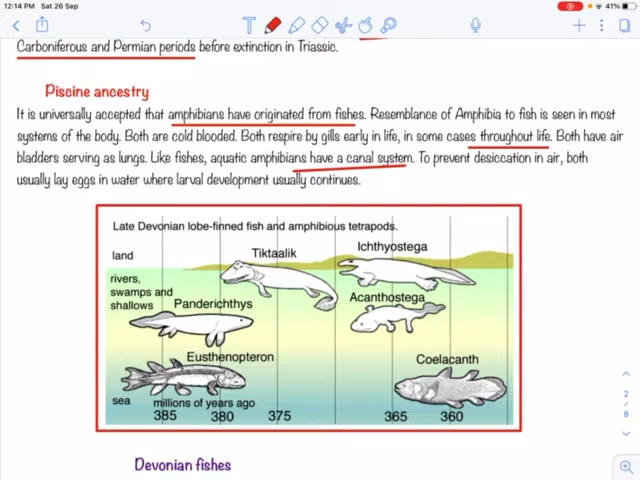 12:14 PM Sat 26 Sep
41%
Carboniferous and Permian periods before extinction in Triassic.
Piscine ancestry
It is universally accepted that amphibians have originated from fishes. Resemblance of Amphibia to fish is seen in most
systems of the body. Both are cold blooded. Both respire by gills early in life, in some cases throughout life. Both have air
bladders serving as lungs. Like fishes, aquatic amphibians have a canal system. To prevent desiccation in air, both
usually lay eggs in water where larval development usually continues.
Late Devonian lobe-finned fish and amphibious tetrapods.
land
Tiktaalik
Ichthyostega
rivers,
swamps and
shallows
Panderichthys
Acanthostega
Eusthenopteron
Coelacanth
sea
millions of years ago
385 380 375 365 360
2
/
8
Devonian fishes